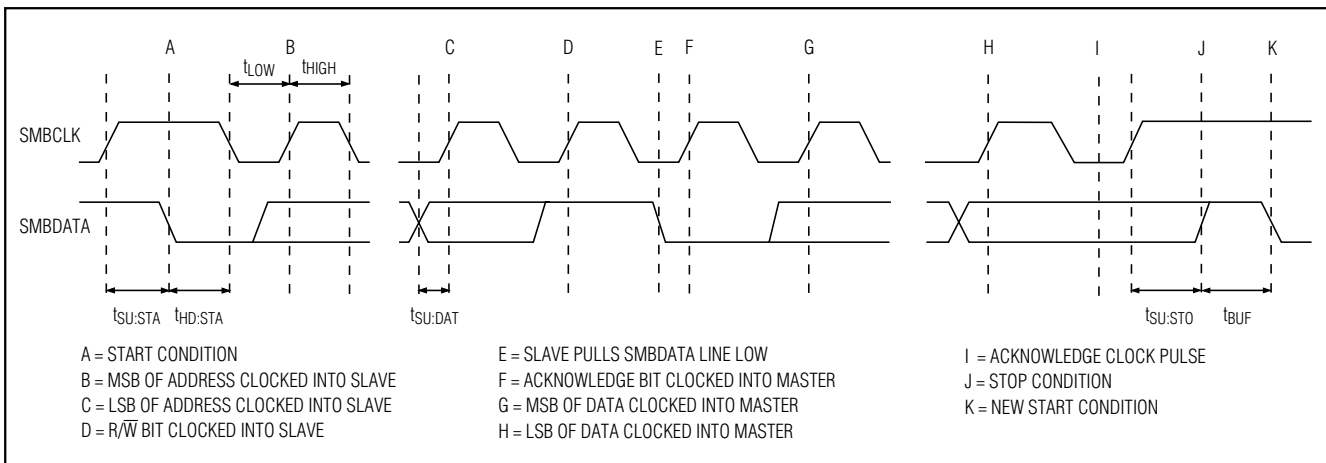 A B C D E F G H I J K
tLOW tHIGH
SMBCLK
SMBDATA
tSU:STA tHD:STA tSU:DAT tSU:STO tBUF
A = START CONDITION
B = MSB OF ADDRESS CLOCKED INTO SLAVE
C = LSB OF ADDRESS CLOCKED INTO SLAVE
D = R/W̅ BIT CLOCKED INTO SLAVE
E = SLAVE PULLS SMBDATA LINE LOW
F = ACKNOWLEDGE BIT CLOCKED INTO MASTER
G = MSB OF DATA CLOCKED INTO MASTER
H = LSB OF DATA CLOCKED INTO MASTER
I = ACKNOWLEDGE CLOCK PULSE
J = STOP CONDITION
K = NEW START CONDITION